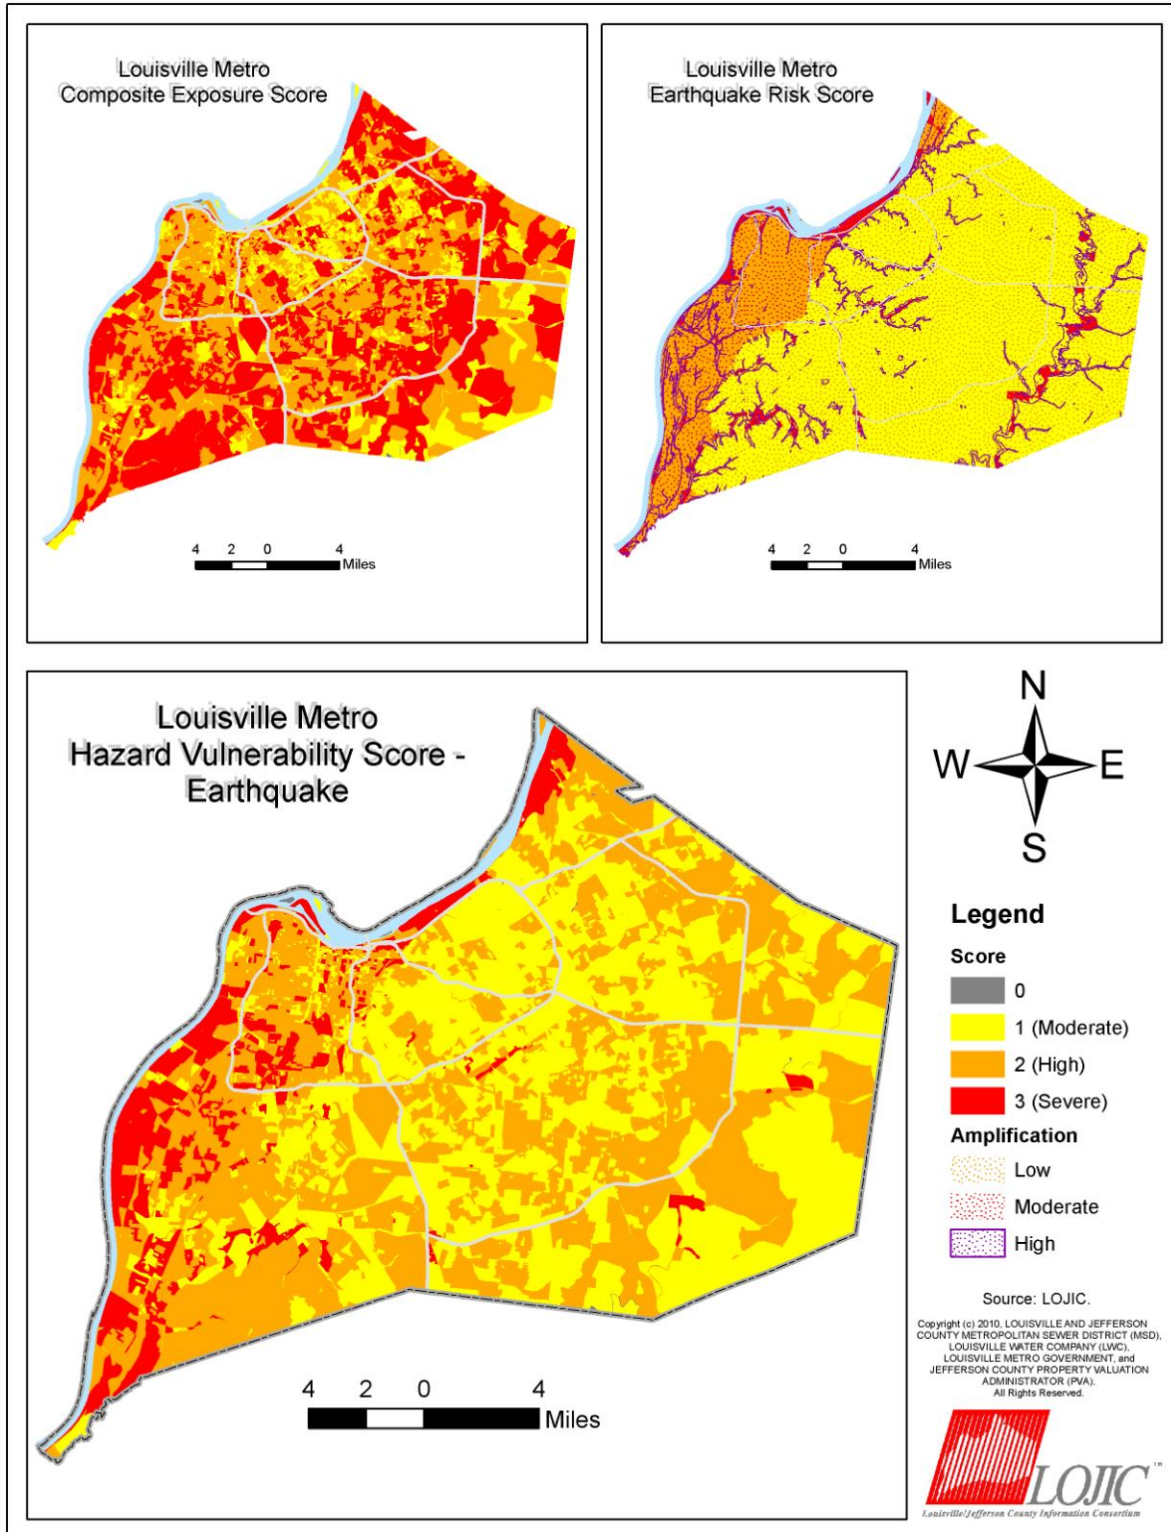 Louisville Metro
Composite Exposure Score
4 2 0 4
Miles
Louisville Metro
Earthquake Risk Score
4 2 0 4
Miles
Louisville Metro
Hazard Vulnerability Score -
Earthquake
4 2 0 4
Miles
N
W E
S
Legend
Score
0
1 (Moderate)
2 (High)
3 (Severe)
Amplification
Low
Moderate
High
Source: LOJIC.
Copyright (c) 2010, LOUISVILLE AND JEFFERSON
COUNTY METROPOLITAN SEWER DISTRICT (MSD),
LOUISVILLE WATER COMPANY (LWC),
LOUISVILLE METRO GOVERNMENT, and
JEFFERSON COUNTY PROPERTY VALUATION
ADMINISTRATOR (PVA).
All Rights Reserved.
LOJIC™
Louisville/Jefferson County Information Consortium